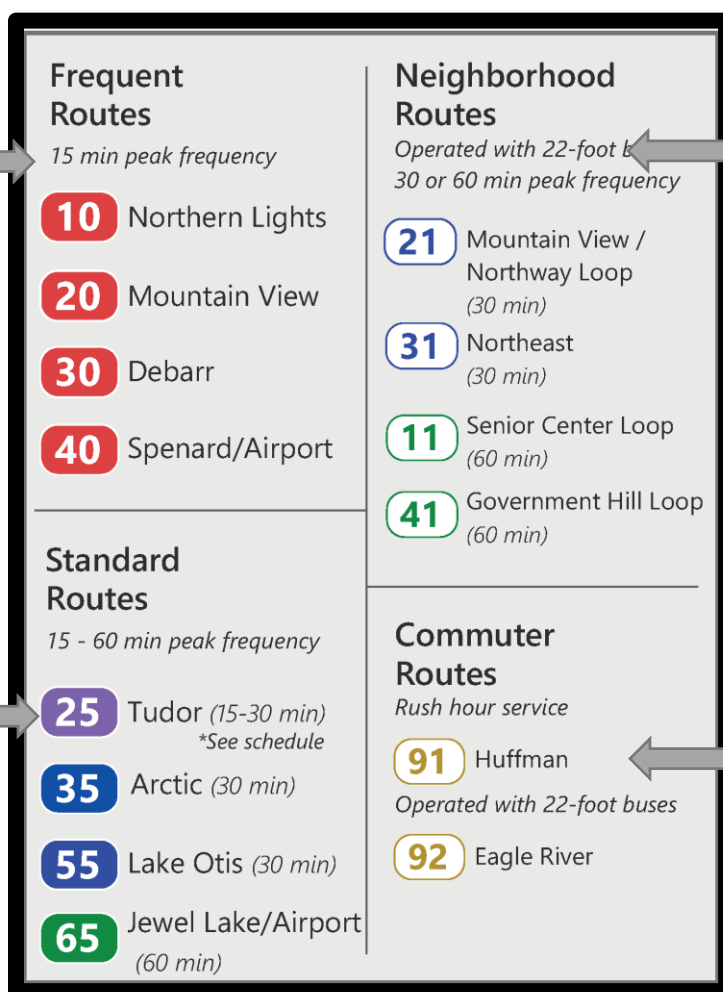 Frequent
Routes
15 min peak frequency
10 Northern Lights
20 Mountain View
30 Debarr
40 Spenard/Airport
Standard
Routes
15 - 60 min peak frequency
25 Tudor (15-30 min)
*See schedule
35 Arctic (30 min)
55 Lake Otis (30 min)
65 Jewel Lake/Airport
(60 min)
Neighborhood
Routes
Operated with 22-foot
30 or 60 min peak frequency
21 Mountain View /
Northway Loop
(30 min)
31 Northeast
(30 min)
11 Senior Center Loop
(60 min)
41 Government Hill Loop
(60 min)
Commuter
Routes
Rush hour service
91 Huffman
Operated with 22-foot buses
92 Eagle River